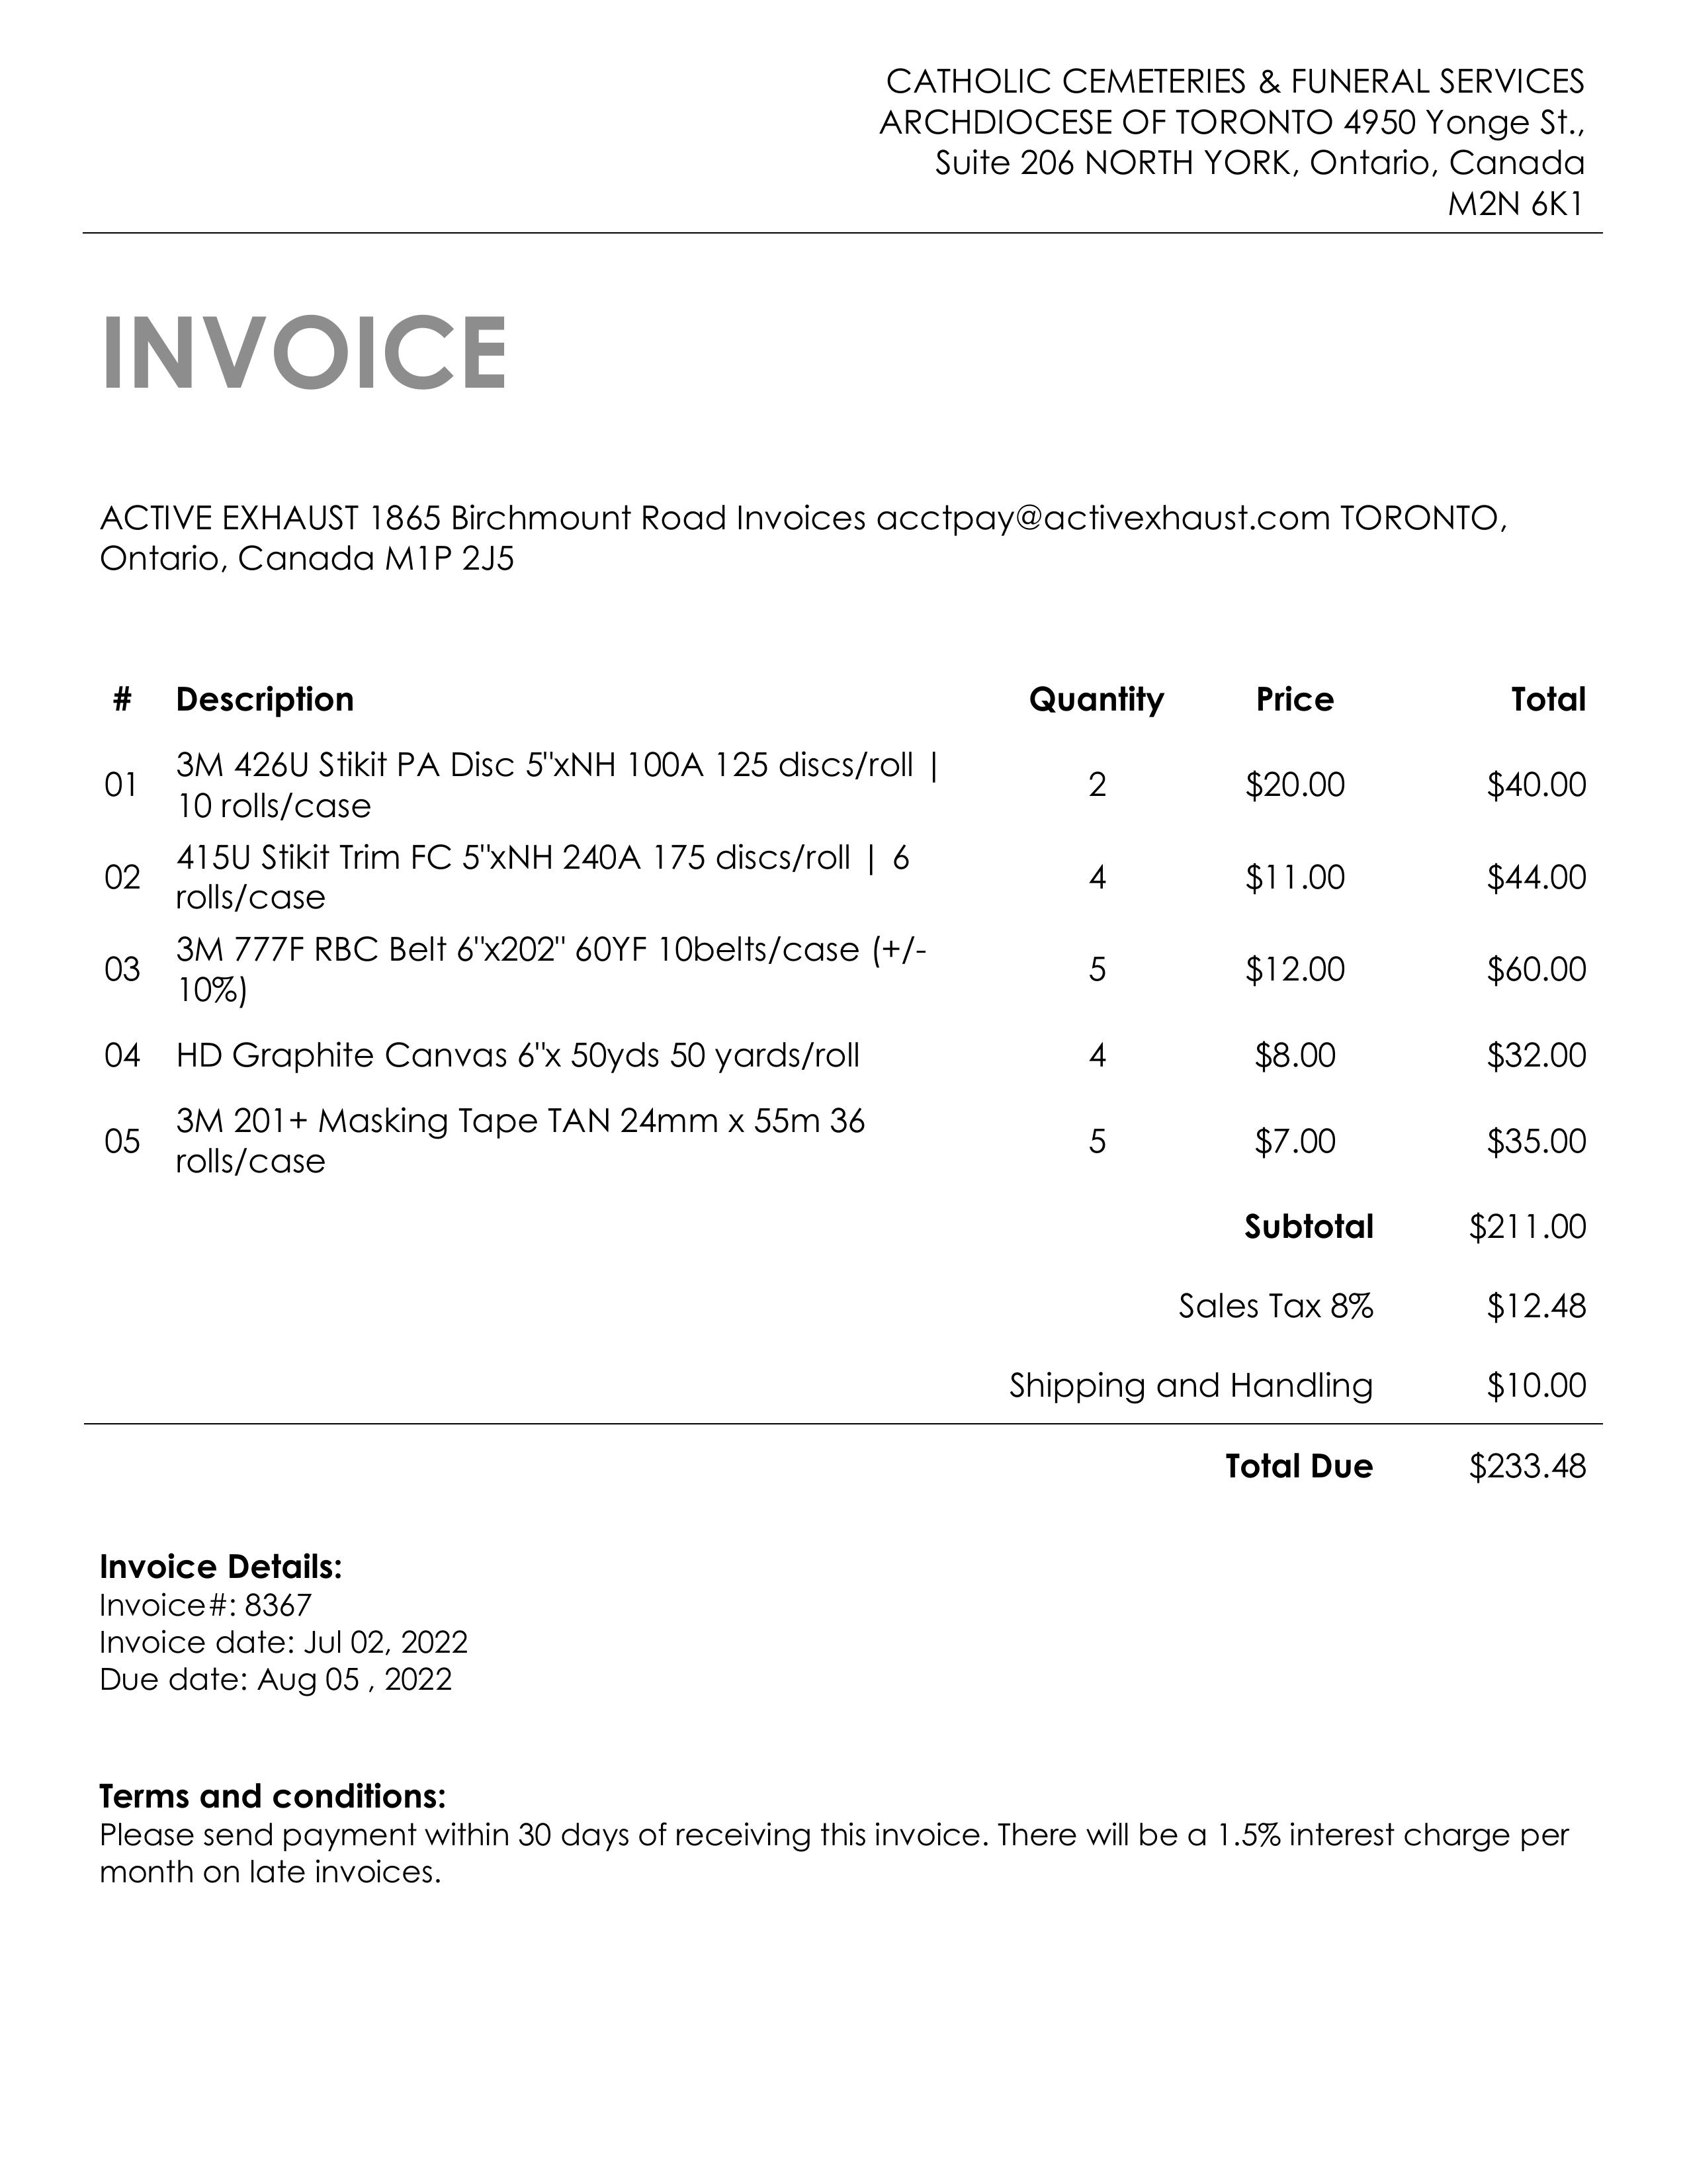 CATHOLIC CEMETERIES & FUNERAL SERVICES
ARCHDIOCESE OF TORONTO 4950 Yonge St.,
Suite 206 NORTH YORK, Ontario, Canada
M2N 6K1
INVOICE
ACTIVE EXHAUST 1865 Birchmount Road Invoices acctpay@activexhaust.com TORONTO,
Ontario, Canada M1P 2J5
# Description Quantity Price Total
01 3M 426U Stikit PA Disc 5"xNH 100A 125 discs/roll |
10 rolls/case 2 $20.00 $40.00
02 415U Stikit Trim FC 5"xNH 240A 175 discs/roll | 6
rolls/case 4 $11.00 $44.00
03 3M 777F RBC Belt 6"x202" 60YF 10belts/case (+/-
10%) 5 $12.00 $60.00
04 HD Graphite Canvas 6"x 50yds 50 yards/roll 4 $8.00 $32.00
05 3M 201+ Masking Tape TAN 24mm x 55m 36
rolls/case 5 $7.00 $35.00
Subtotal $211.00
Sales Tax 8% $12.48
Shipping and Handling $10.00
Total Due $233.48
Invoice Details:
Invoice#: 8367
Invoice date: Jul 02, 2022
Due date: Aug 05 , 2022
Terms and conditions:
Please send payment within 30 days of receiving this invoice. There will be a 1.5% interest charge per
month on late invoices.